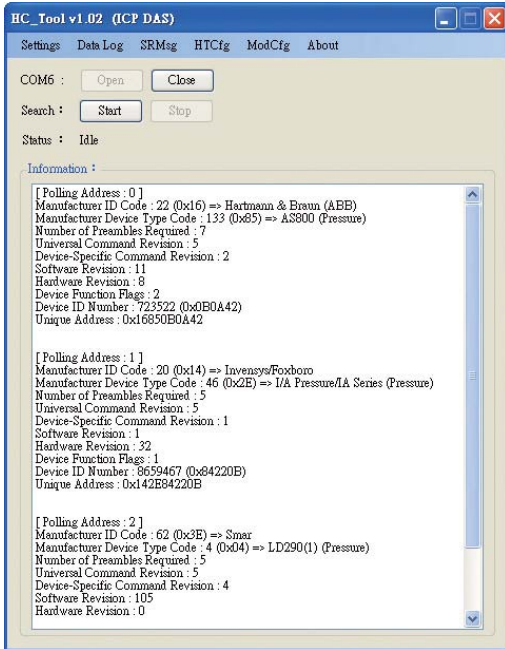 HC_Tool v1.02 (ICP DAS)
Settings Data Log SRMsg HTCfg ModCfg About
COM6 : Open Close
Search : Start Stop
Status : Idle
Information :
[ Polling Address : 0 ]
Manufacturer ID Code : 22 (0x16) => Hartmann & Braun (ABB)
Manufacturer Device Type Code : 133 (0x85) => AS800 (Pressure)
Number of Preambles Required : 7
Universal Command Revision : 5
Device-Specific Command Revision : 2
Software Revision : 11
Hardware Revision : 8
Device Function Flags : 2
Device ID Number : 723522 (0x0B0A42)
Unique Address : 0x16850B0A42
[ Polling Address : 1 ]
Manufacturer ID Code : 20 (0x14) => Invensys/Foxboro
Manufacturer Device Type Code : 46 (0x2E) => I/A Pressure/IA Series (Pressure)
Number of Preambles Required : 5
Universal Command Revision : 5
Device-Specific Command Revision : 1
Software Revision : 1
Hardware Revision : 32
Device Function Flags : 1
Device ID Number : 8659467 (0x84220B)
Unique Address : 0x142E84220B
[ Polling Address : 2 ]
Manufacturer ID Code : 62 (0x3E) => Smar
Manufacturer Device Type Code : 4 (0x04) => LD290(1) (Pressure)
Number of Preambles Required : 5
Universal Command Revision : 5
Device-Specific Command Revision : 4
Software Revision : 105
Hardware Revision : 0